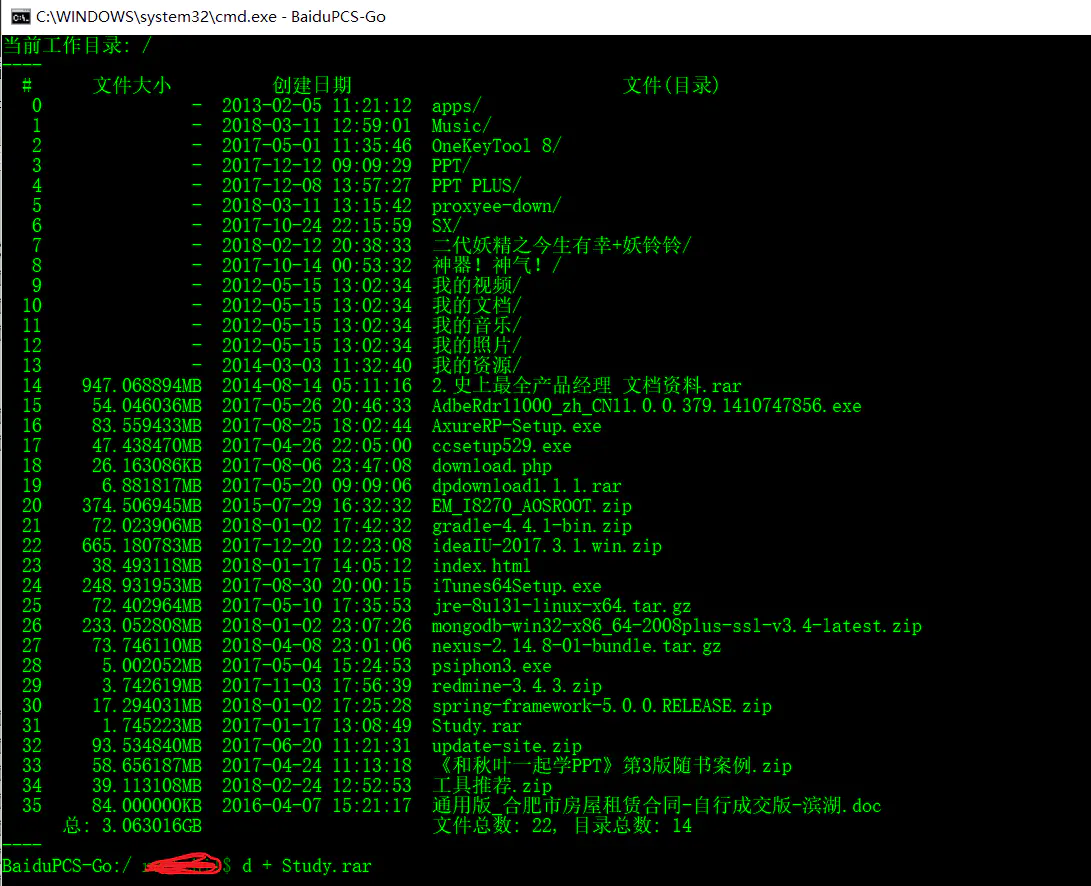 C:\WINDOWS\system32\cmd.exe - BaiduPCS-Go
当前工作目录: /
----
# 文件大小 创建日期 文件(目录)
0 - 2013-02-05 11:21:12 apps/
1 - 2018-03-11 12:59:01 Music/
2 - 2017-05-01 11:35:46 OneKeyTool 8/
3 - 2017-12-12 09:09:29 PPT/
4 - 2017-12-08 13:57:27 PPT PLUS/
5 - 2018-03-11 13:15:42 proxyee-down/
6 - 2017-10-24 22:15:59 SX/
7 - 2018-02-12 20:38:33 二代妖精之今生有幸+妖铃铃/
8 - 2017-10-14 00:53:32 神器！神气！/
9 - 2012-05-15 13:02:34 我的视频/
10 - 2012-05-15 13:02:34 我的文档/
11 - 2012-05-15 13:02:34 我的音乐/
12 - 2012-05-15 13:02:34 我的照片/
13 - 2014-03-03 11:32:40 我的资源/
14 947.068894MB 2014-08-14 05:11:16 2.史上最全产品经理 文档资料.rar
15 54.046036MB 2017-05-26 20:46:33 AdbeRdr11000_zh_CN11.0.0.379.1410747856.exe
16 83.559433MB 2017-08-25 18:02:44 AxureRP-Setup.exe
17 47.438470MB 2017-04-26 22:05:00 ccsetup529.exe
18 26.163086KB 2017-08-06 23:47:08 download.php
19 6.881817MB 2017-05-20 09:09:06 dpdownload1.1.1.rar
20 374.506945MB 2015-07-29 16:32:32 EM_I8270_AOSROOT.zip
21 72.023906MB 2018-01-02 17:42:32 gradle-4.4.1-bin.zip
22 665.180783MB 2017-12-20 12:23:08 ideaIU-2017.3.1.win.zip
23 38.493118MB 2018-01-17 14:05:12 index.html
24 248.931953MB 2017-08-30 20:00:15 iTunes64Setup.exe
25 72.402964MB 2017-05-10 17:35:53 jre-8u131-linux-x64.tar.gz
26 233.052808MB 2018-01-02 23:07:26 mongodb-win32-x86_64-2008plus-ssl-v3.4-latest.zip
27 73.746110MB 2018-04-08 23:01:06 nexus-2.14.8-01-bundle.tar.gz
28 5.002052MB 2017-05-04 15:24:53 psiphon3.exe
29 3.742619MB 2017-11-03 17:56:39 redmine-3.4.3.zip
30 17.294031MB 2018-01-02 17:25:28 spring-framework-5.0.0.RELEASE.zip
31 1.745223MB 2017-01-17 13:08:49 Study.rar
32 93.534840MB 2017-06-20 11:21:31 update-site.zip
33 58.656187MB 2017-04-24 11:13:18 《和秋叶一起学PPT》第3版随书案例.zip
34 39.113108MB 2018-02-24 12:52:53 工具推荐.zip
35 84.000000KB 2016-04-07 15:21:17 通用版_合肥市房屋租赁合同-自行成交版-滨湖.doc
总: 3.063016GB 文件总数: 22, 目录总数: 14
----
BaiduPCS-Go:/ $ d + Study.rar